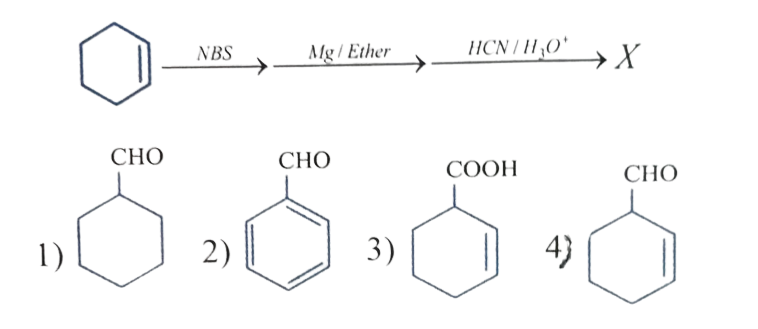 NBS Mg / Ether HCN / H₃O⁺ X
CHO CHO COOH CHO
1) 2) 3) 4)